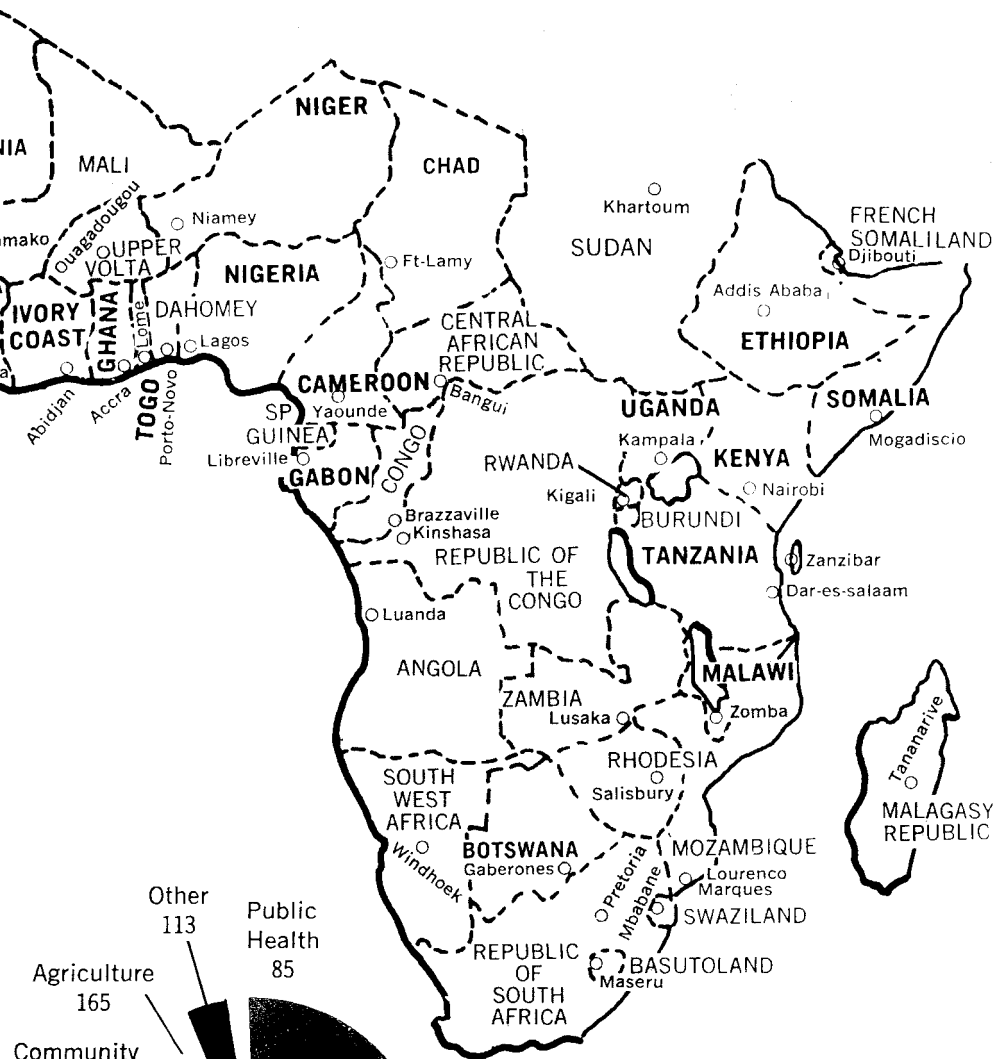 NIGER
NIA
MALI
CHAD
Niamey
Khartoum
SUDAN
FRENCH
SOMALILAND
Djibouti
Ouagadougou
UPPER
VOLTA
NIGERIA
Ft-Lamy
Addis Ababa
ETHIOPIA
IVORY
COAST
GHANA
Lome
DAHOMEY
Lagos
CENTRAL
AFRICAN
REPUBLIC
Abidjan
Accra
TOGO
Porto-Novo
CAMEROON
Yaounde
Bangui
SP
GUINEA
Libreville
GABON
CONGO
UGANDA
Kampala
KENYA
Nairobi
SOMALIA
Mogadiscio
RWANDA
Kigali
BURUNDI
Brazzaville
Kinshasa
REPUBLIC OF
THE
CONGO
TANZANIA
Zanzibar
Dar-es-salaam
Luanda
ANGOLA
ZAMBIA
Lusaka
MALAWI
Zomba
Tananarive
MALAGASY
REPUBLIC
RHODESIA
Salisbury
SOUTH
WEST
AFRICA
Windhoek
BOTSWANA
Gaberones
Pretoria
MOZAMBIQUE
Lourenco
Marques
Mbabane
SWAZILAND
REPUBLIC
OF
SOUTH
AFRICA
Maseru
BASUTOLAND
Other
113
Public
Health
85
Agriculture
165
Community